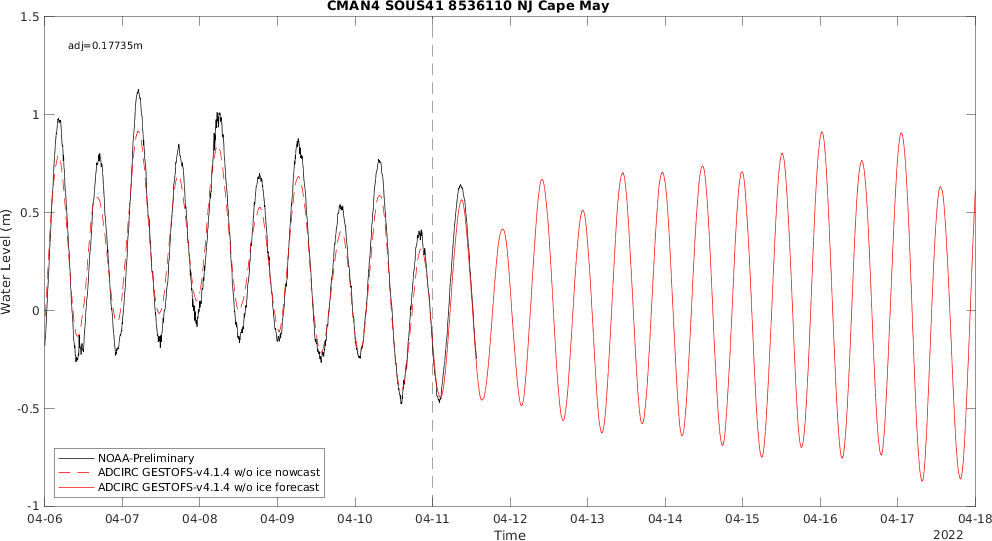 CMAN4 SOUS41 8536110 NJ Cape May
adj=0.17735m
Water Level (m)
1.5
1
0.5
0
-0.5
-1
NOAA-Preliminary
ADCIRC GESTOFS-v4.1.4 w/o ice nowcast
ADCIRC GESTOFS-v4.1.4 w/o ice forecast
04-06 04-07 04-08 04-09 04-10 04-11 04-12 04-13 04-14 04-15 04-16 04-17 04-18
Time
2022